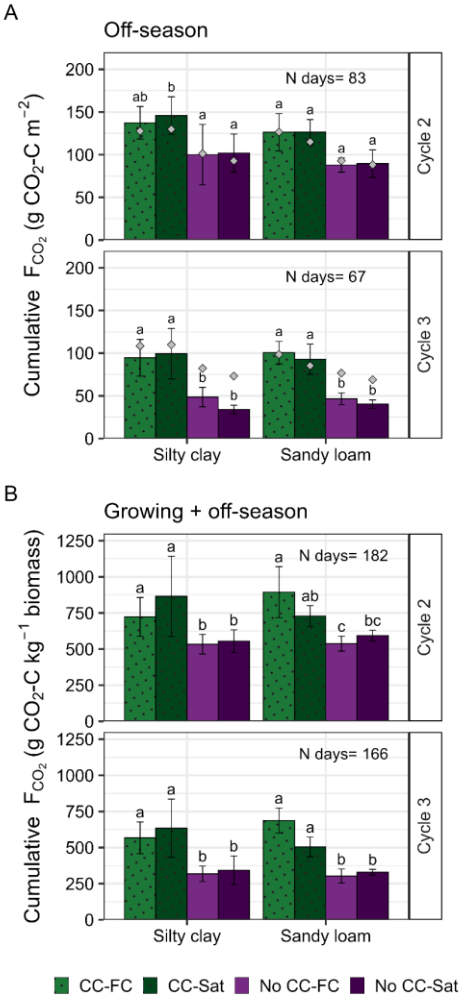 A
Off-season
Cumulative F_CO₂ (g CO₂-C m⁻²)
200
150
100
50
0
N days= 83
ab
b
a
a
a
a
a
a
Cycle 2
200
150
100
50
0
N days= 67
a
a
b
b
a
a
b
b
Cycle 3
Silty clay
Sandy loam
B
Growing + off-season
Cumulative F_CO₂ (g CO₂-C kg⁻¹ biomass)
1250
1000
750
500
250
0
N days= 182
a
a
b
b
a
ab
c
bc
Cycle 2
1250
1000
750
500
250
0
N days= 166
a
a
b
b
a
a
b
b
Cycle 3
Silty clay
Sandy loam
CC-FC
CC-Sat
No CC-FC
No CC-Sat